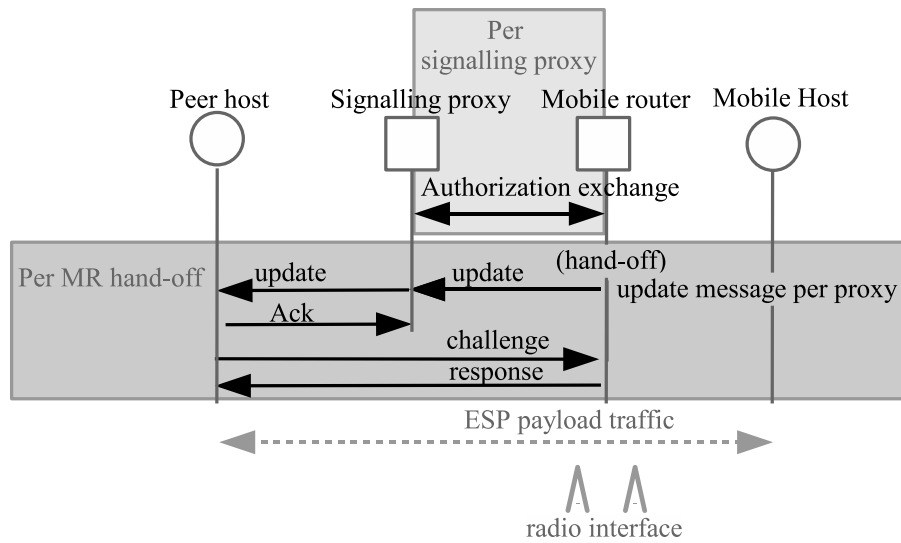 Per
signalling proxy
Peer host
Signalling proxy
Mobile router
Mobile Host
Authorization exchange
Per MR hand-off
update
update
(hand-off)
update message per proxy
Ack
challenge
response
ESP payload traffic
radio interface